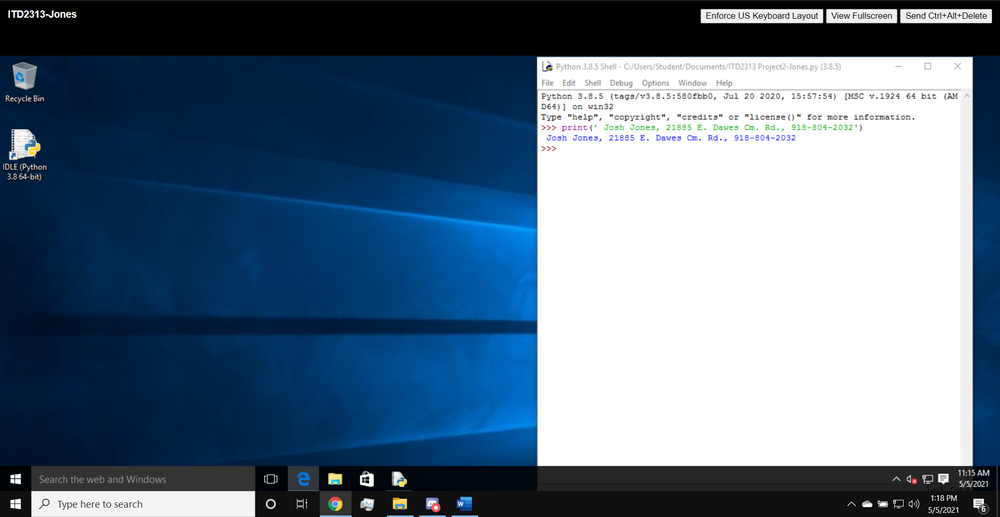 ITD2313-Jones
Enforce US Keyboard Layout
View Fullscreen
Send Ctrl+Alt+Delete
Recycle Bin
IDLE (Python
3.8 64-bit)
Python 3.8.5 Shell - C:/Users/Student/Documents/ITD2313 Project2-Jones.py (3.8.5)
File Edit Shell Debug Options Window Help
Python 3.8.5 (tags/v3.8.5:580fbb0, Jul 20 2020, 15:57:54) [MSC v.1924 64 bit (AM
D64)] on win32
Type "help", "copyright", "credits" or "license()" for more information.
>>> print(' Josh Jones, 21885 E. Dawes Cm. Rd., 918-804-2032')
 Josh Jones, 21885 E. Dawes Cm. Rd., 918-804-2032
>>>
Search the web and Windows
11:15 AM
5/5/2021
Type here to search
1:18 PM
5/5/2021
6